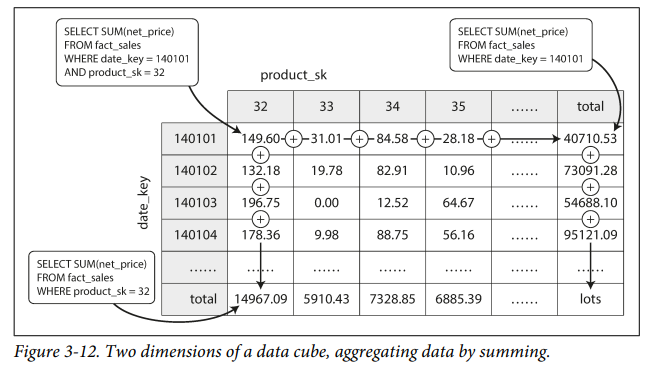 SELECT SUM(net_price)
FROM fact_sales
WHERE date_key = 140101
AND product_sk = 32
SELECT SUM(net_price)
FROM fact_sales
WHERE date_key = 140101
product_sk
32 33 34 35 ...... total
140101 149.60 + 31.01 + 84.58 + 28.18 + ...... 40710.53
+ +
140102 132.18 19.78 82.91 10.96 ...... 73091.28
+ +
140103 196.75 0.00 12.52 64.67 ...... 54688.10
+ +
140104 178.36 9.98 88.75 56.16 ...... 95121.09
...... ...... ...... ...... ...... ......
total 14967.09 5910.43 7328.85 6885.39 ...... lots
date_key
SELECT SUM(net_price)
FROM fact_sales
WHERE product_sk = 32
Figure 3-12. Two dimensions of a data cube, aggregating data by summing.